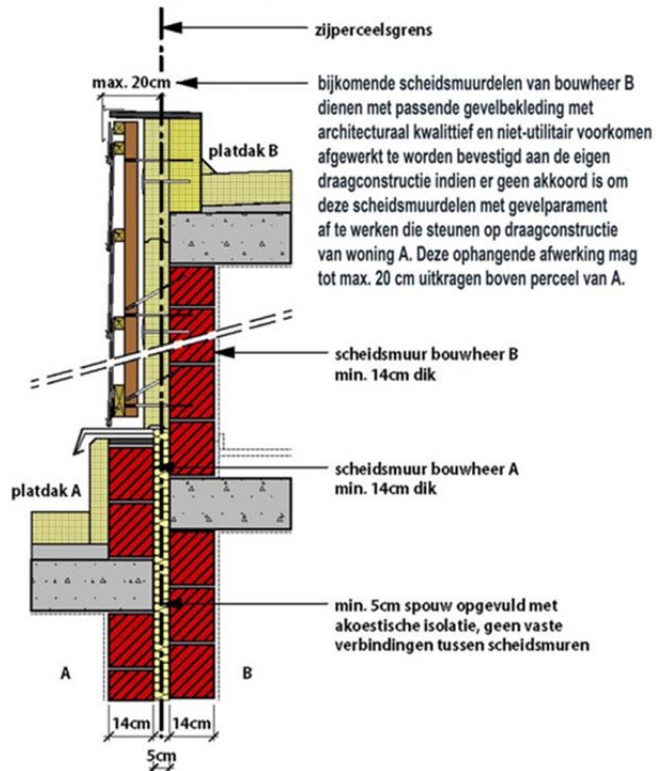 zijperceelsgrens
max. 20cm
bijkomende scheidsmuurdelen van bouwheer B
dienen met passende gevelbekleding met
architecturaal kwalittief en niet-utilitair voorkomen
afgewerkt te worden bevestigd aan de eigen
draagconstructie indien er geen akkoord is om
deze scheidsmuurdelen met gevelparament
af te werken die steunen op draagconstructie
van woning A. Deze ophangende afwerking mag
tot max. 20 cm uitkragen boven perceel van A.
platdak B
scheidsmuur bouwheer B
min. 14cm dik
scheidsmuur bouwheer A
min. 14cm dik
platdak A
min. 5cm spouw opgevuld met
akoestische isolatie, geen vaste
verbindingen tussen scheidsmuren
A
B
14cm
14cm
5cm